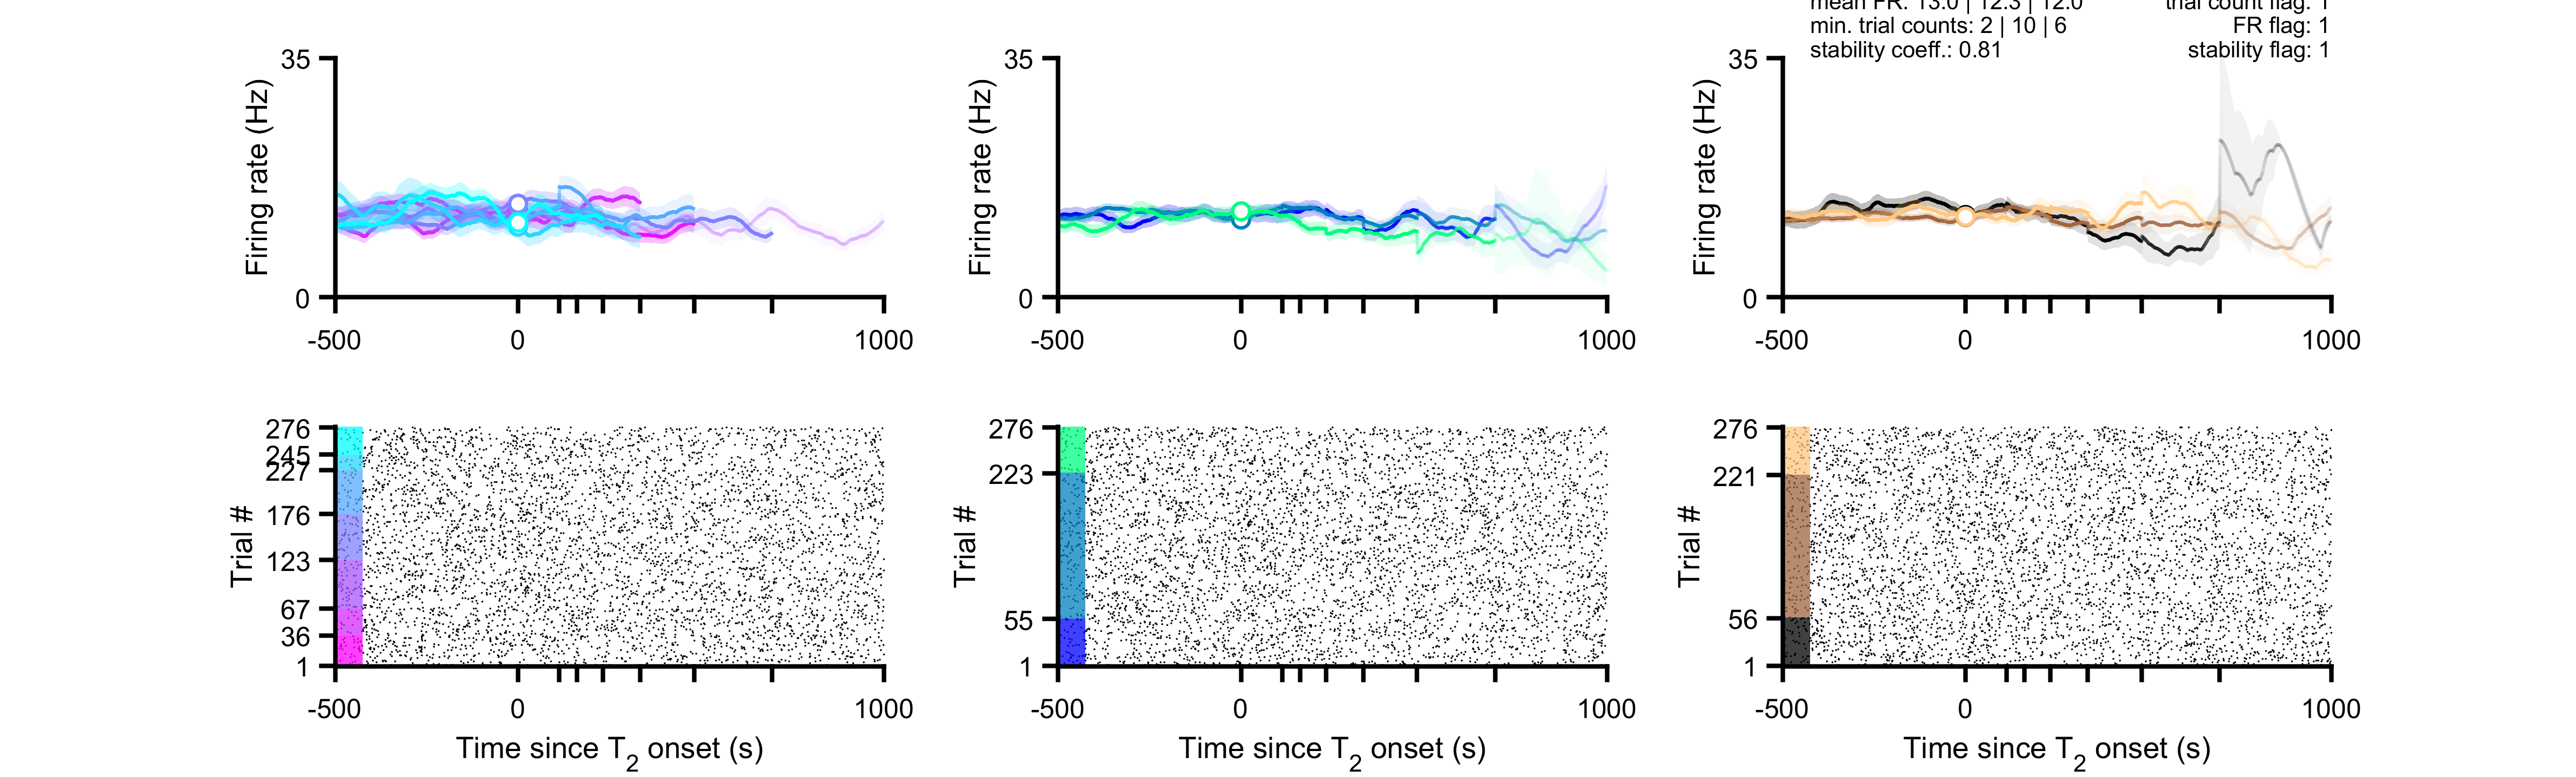 mean FR: 13.0 | 12.3 | 12.0
trial count flag: 1
min. trial counts: 2 | 10 | 6
FR flag: 1
stability coeff.: 0.81
stability flag: 1
35
Firing rate (Hz)
0
-500
0
1000
35
Firing rate (Hz)
0
-500
0
1000
35
Firing rate (Hz)
0
-500
0
1000
276
245
227
176
123
67
36
1
Trial #
-500
0
1000
Time since T2 onset (s)
276
223
55
1
Trial #
-500
0
1000
Time since T2 onset (s)
276
221
56
1
Trial #
-500
0
1000
Time since T2 onset (s)